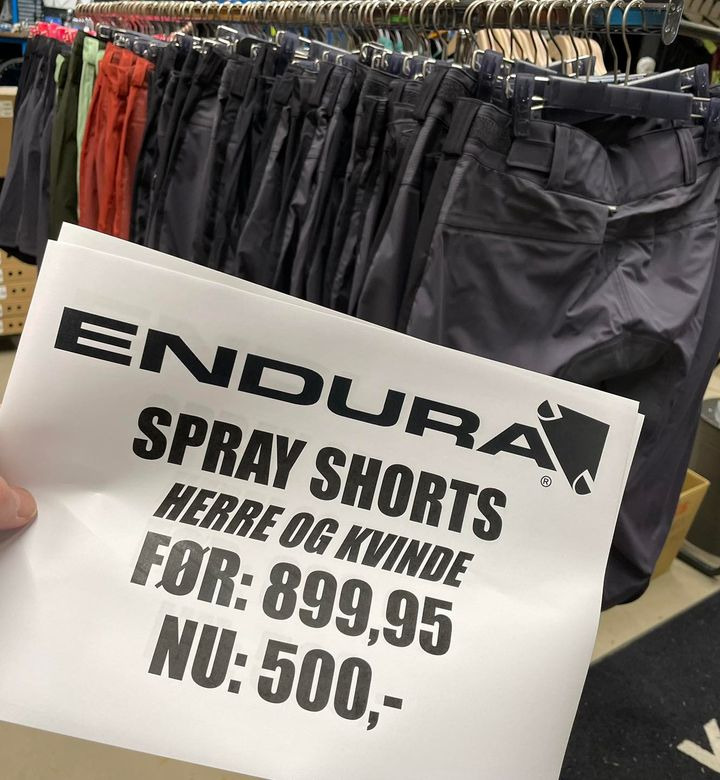 ENDURA
®
SPRAY SHORTS
HERRE OG KVINDE
FØR: 899,95
NU: 500,-